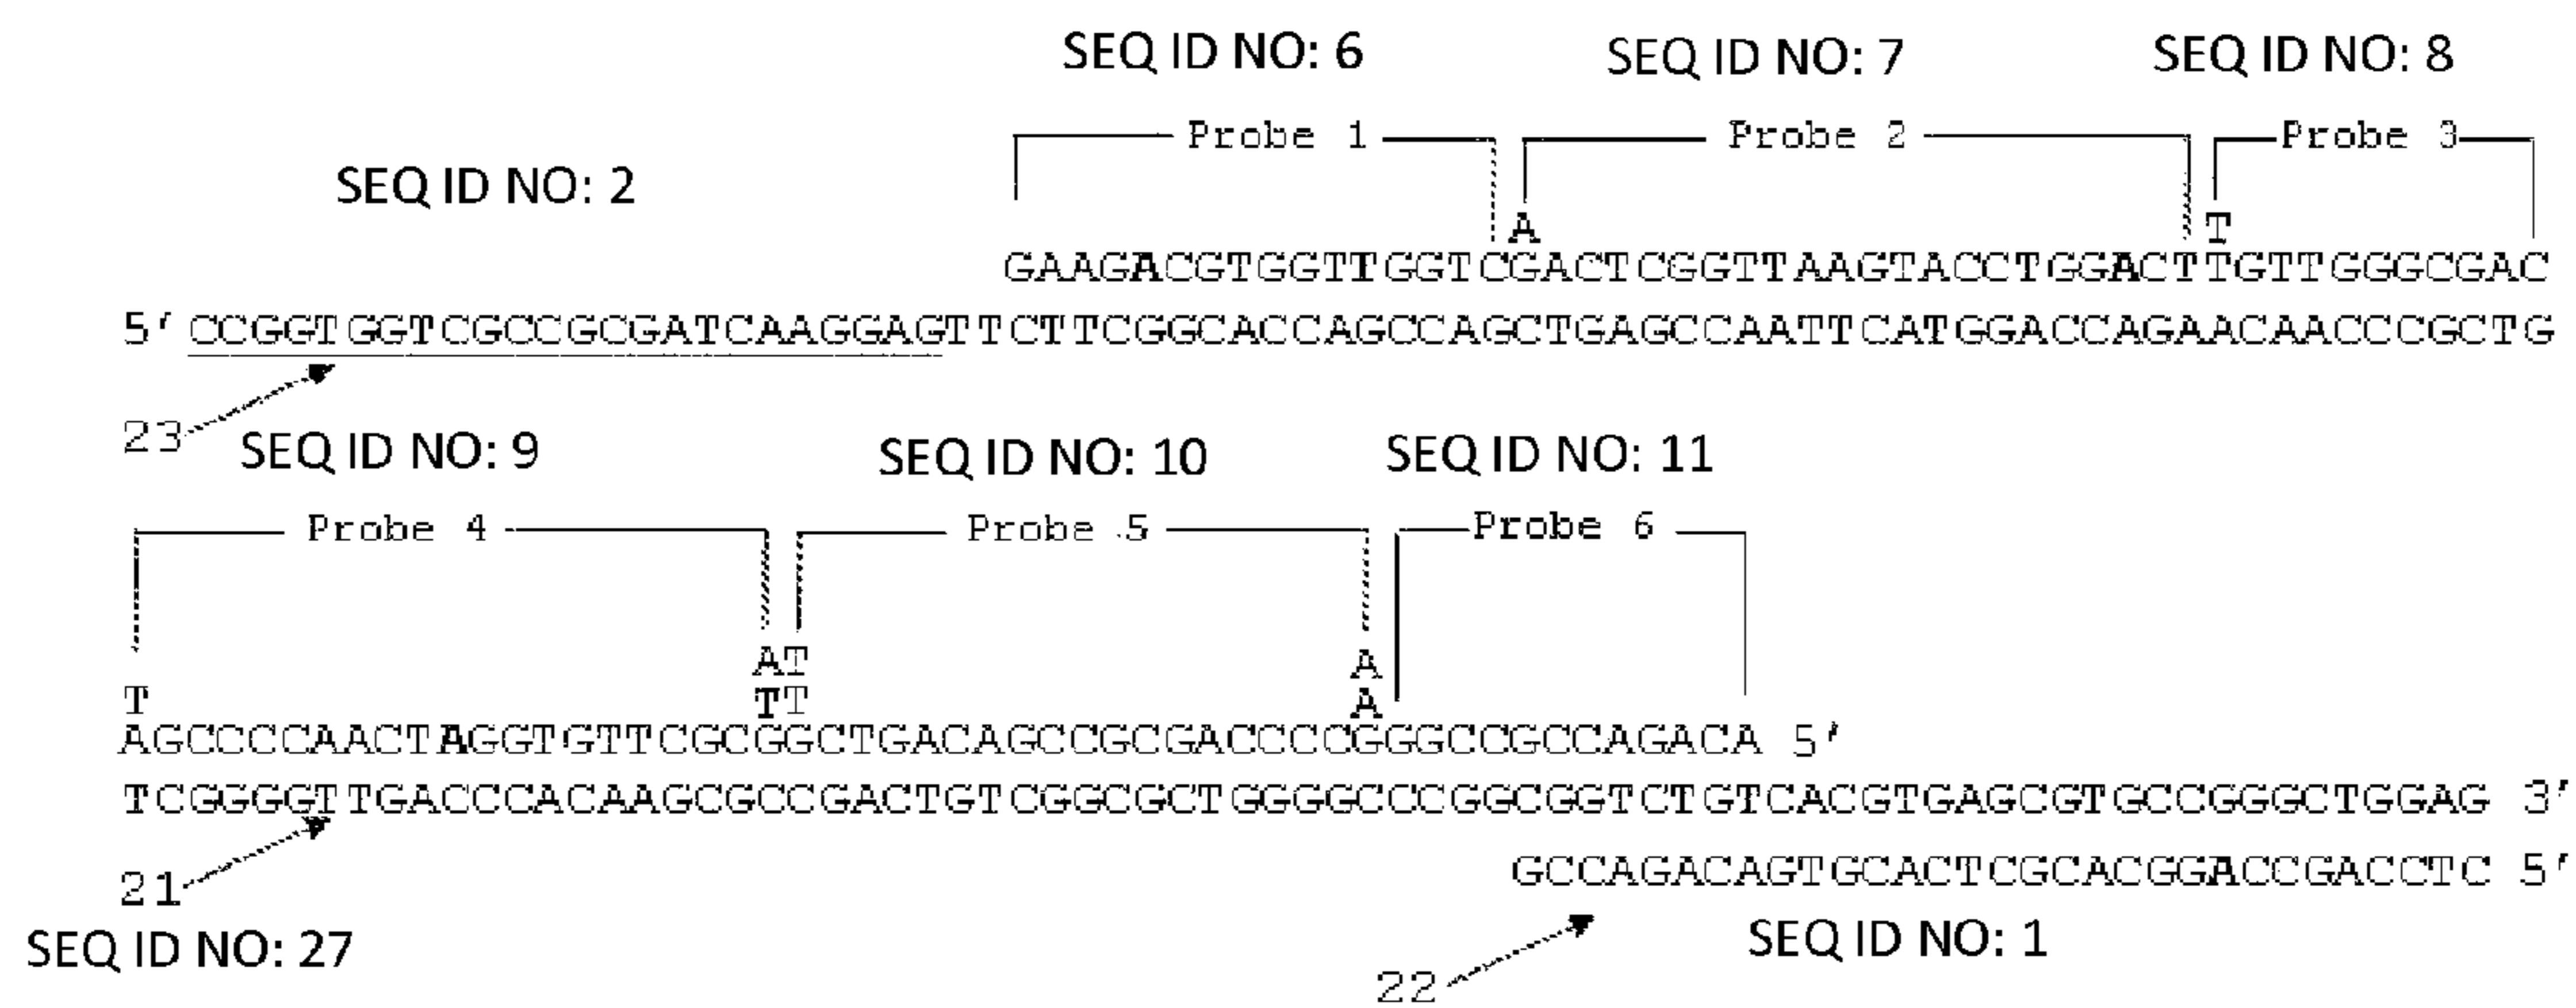 SEQ ID NO: 6
SEQ ID NO: 7
SEQ ID NO: 8
Probe 1
Probe 2
Probe 3
SEQ ID NO: 2
A
T
GAAGACGTGGTTGGTCGACTCGGTTAAGTACCTGGACTTGTTGGGCGAC
5' CCGGTGGTCGCCGCGATCAAGGAGTTCTTCGGCACCAGCCAGCTGAGCCAATTCATGGACCAGAACAACCCGCTG
23
SEQ ID NO: 9
SEQ ID NO: 10
SEQ ID NO: 11
Probe 4
Probe 5
Probe 6
AT
A
T
TT
A
AGCCCCAACTAGGTGTTCGCGGCTGACAGCCGCGACCCCGGGCCGCCAGACA 5'
TCGGGGTTGACCCACAAGCGCCGACTGTCGGCGCTGGGGCCCGGCGGTCTGTCACGTGAGCGTGCCGGGCTGGAG 3'
GCCAGACAGTGCACTCGCACGGACCGACCTC 5'
21
SEQ ID NO: 27
22
SEQ ID NO: 1